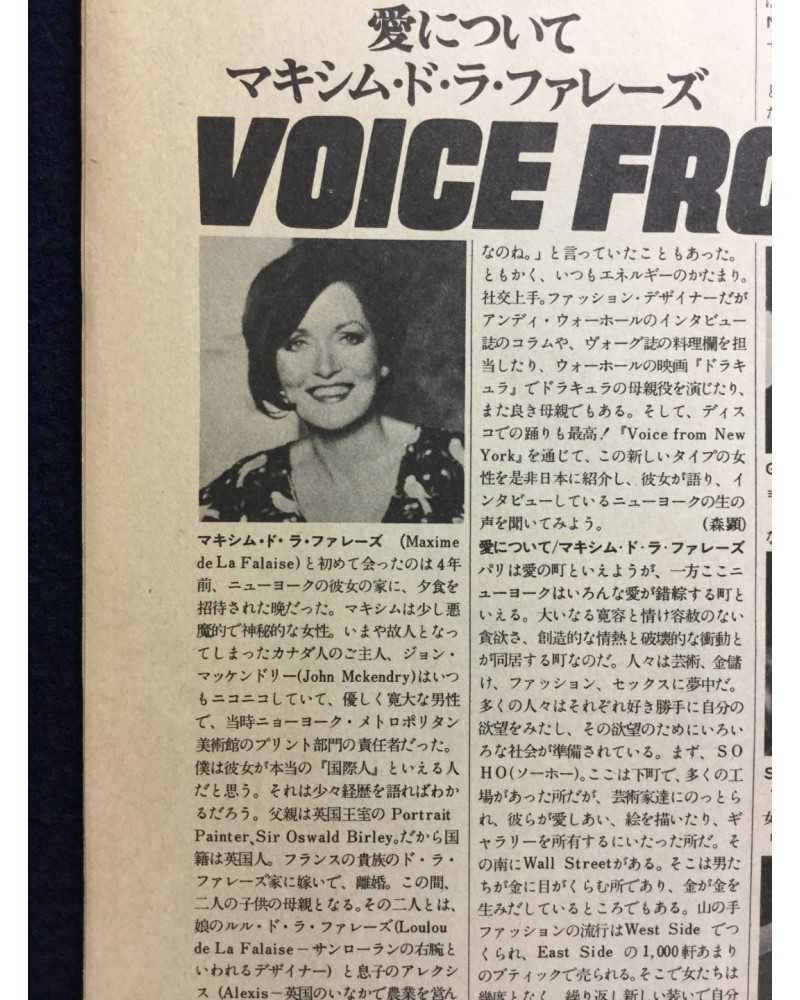 愛について
マキシム・ド・ラ・ファレーズ
VOICE FRO
マキシム・ド・ラ・ファレーズ (Maxime
de La Falaise)と初めて会ったのは4年
前、ニューヨークの彼女の家に、夕食を
招待された晩だった。マキシムは少し悪
魔的で神秘的な女性。いまや故人となっ
てしまったカナダ人のご主人、ジョン・
マッケンドリー(John Mckendry)はいつ
もニコニコしていて、優しく寛大な男性
で、当時ニョーヨーク・メトロポリタン
美術館のプリント部門の責任者だった。
僕は彼女が本当の『国際人』といえる人
だと思う。それは少々経歴を語ればわか
るだろう。父親は英国王室の Portrait
Painter、Sir Oswald Birley。だから国
籍は英国人。フランスの貴族のド・ラ・
ファレーズ家に嫁いで、離婚。この間、
二人の子供の母親となる。その二人とは、
娘のルル・ド・ラ・ファレーズ(Loulou
de La Falaise－サンローランの右腕と
いわれるデザイナー) と息子のアレクシ
ス (Alexis－英国のいなかで農業を営ん
なのね。」と言っていたこともあった。
ともかく、いつもエネルギーのかたまり。
社交上手。ファッション・デザイナーだが
アンディ・ウォーホールのインタビュー
誌のコラムや、ヴォーグ誌の料理欄を担
当したり、ウォーホールの映画『ドラキ
ュラ』でドラキュラの母親役を演じたり、
また良き母親でもある。そして、ディス
コでの踊りも最高！『Voice from New
York』を通じて、この新しいタイプの女
性を是非日本に紹介し、彼女が語り、イ
ンタビューしているニューヨークの生の
声を聞いてみよう。 (森顕)
愛について/マキシム・ド・ラ・ファレーズ
パリは愛の町といえようが、一方ここニ
ューヨークはいろんな愛が錯綜する町と
いえる。大いなる寛容と情け容赦のない
貪欲さ、創造的な情熱と破壊的な衝動と
が同居する町なのだ。人々は芸術、金儲
け、ファッション、セックスに夢中だ。
多くの人々はそれぞれ好き勝手に自分の
欲望をみたし、その欲望のためにいろい
ろな社会が準備されている。まず、SO
HO(ソーホー)。ここは下町で、多くの工
場があった所だが、芸術家達にのっとら
れ、彼らが愛しあい、絵を描いたり、ギ
ャラリーを所有するにいたった所だ。そ
の南にWall Streetがある。そこは男た
ちが金に目がくらむ所であり、金が金を
生みだしているところでもある。山の手
ファッションの流行はWest Side でつ
くられ、East Side の1,000軒あまり
のブティックで売られる。そこで女たちは
幾度となく、繰り返し新しい装いで自分